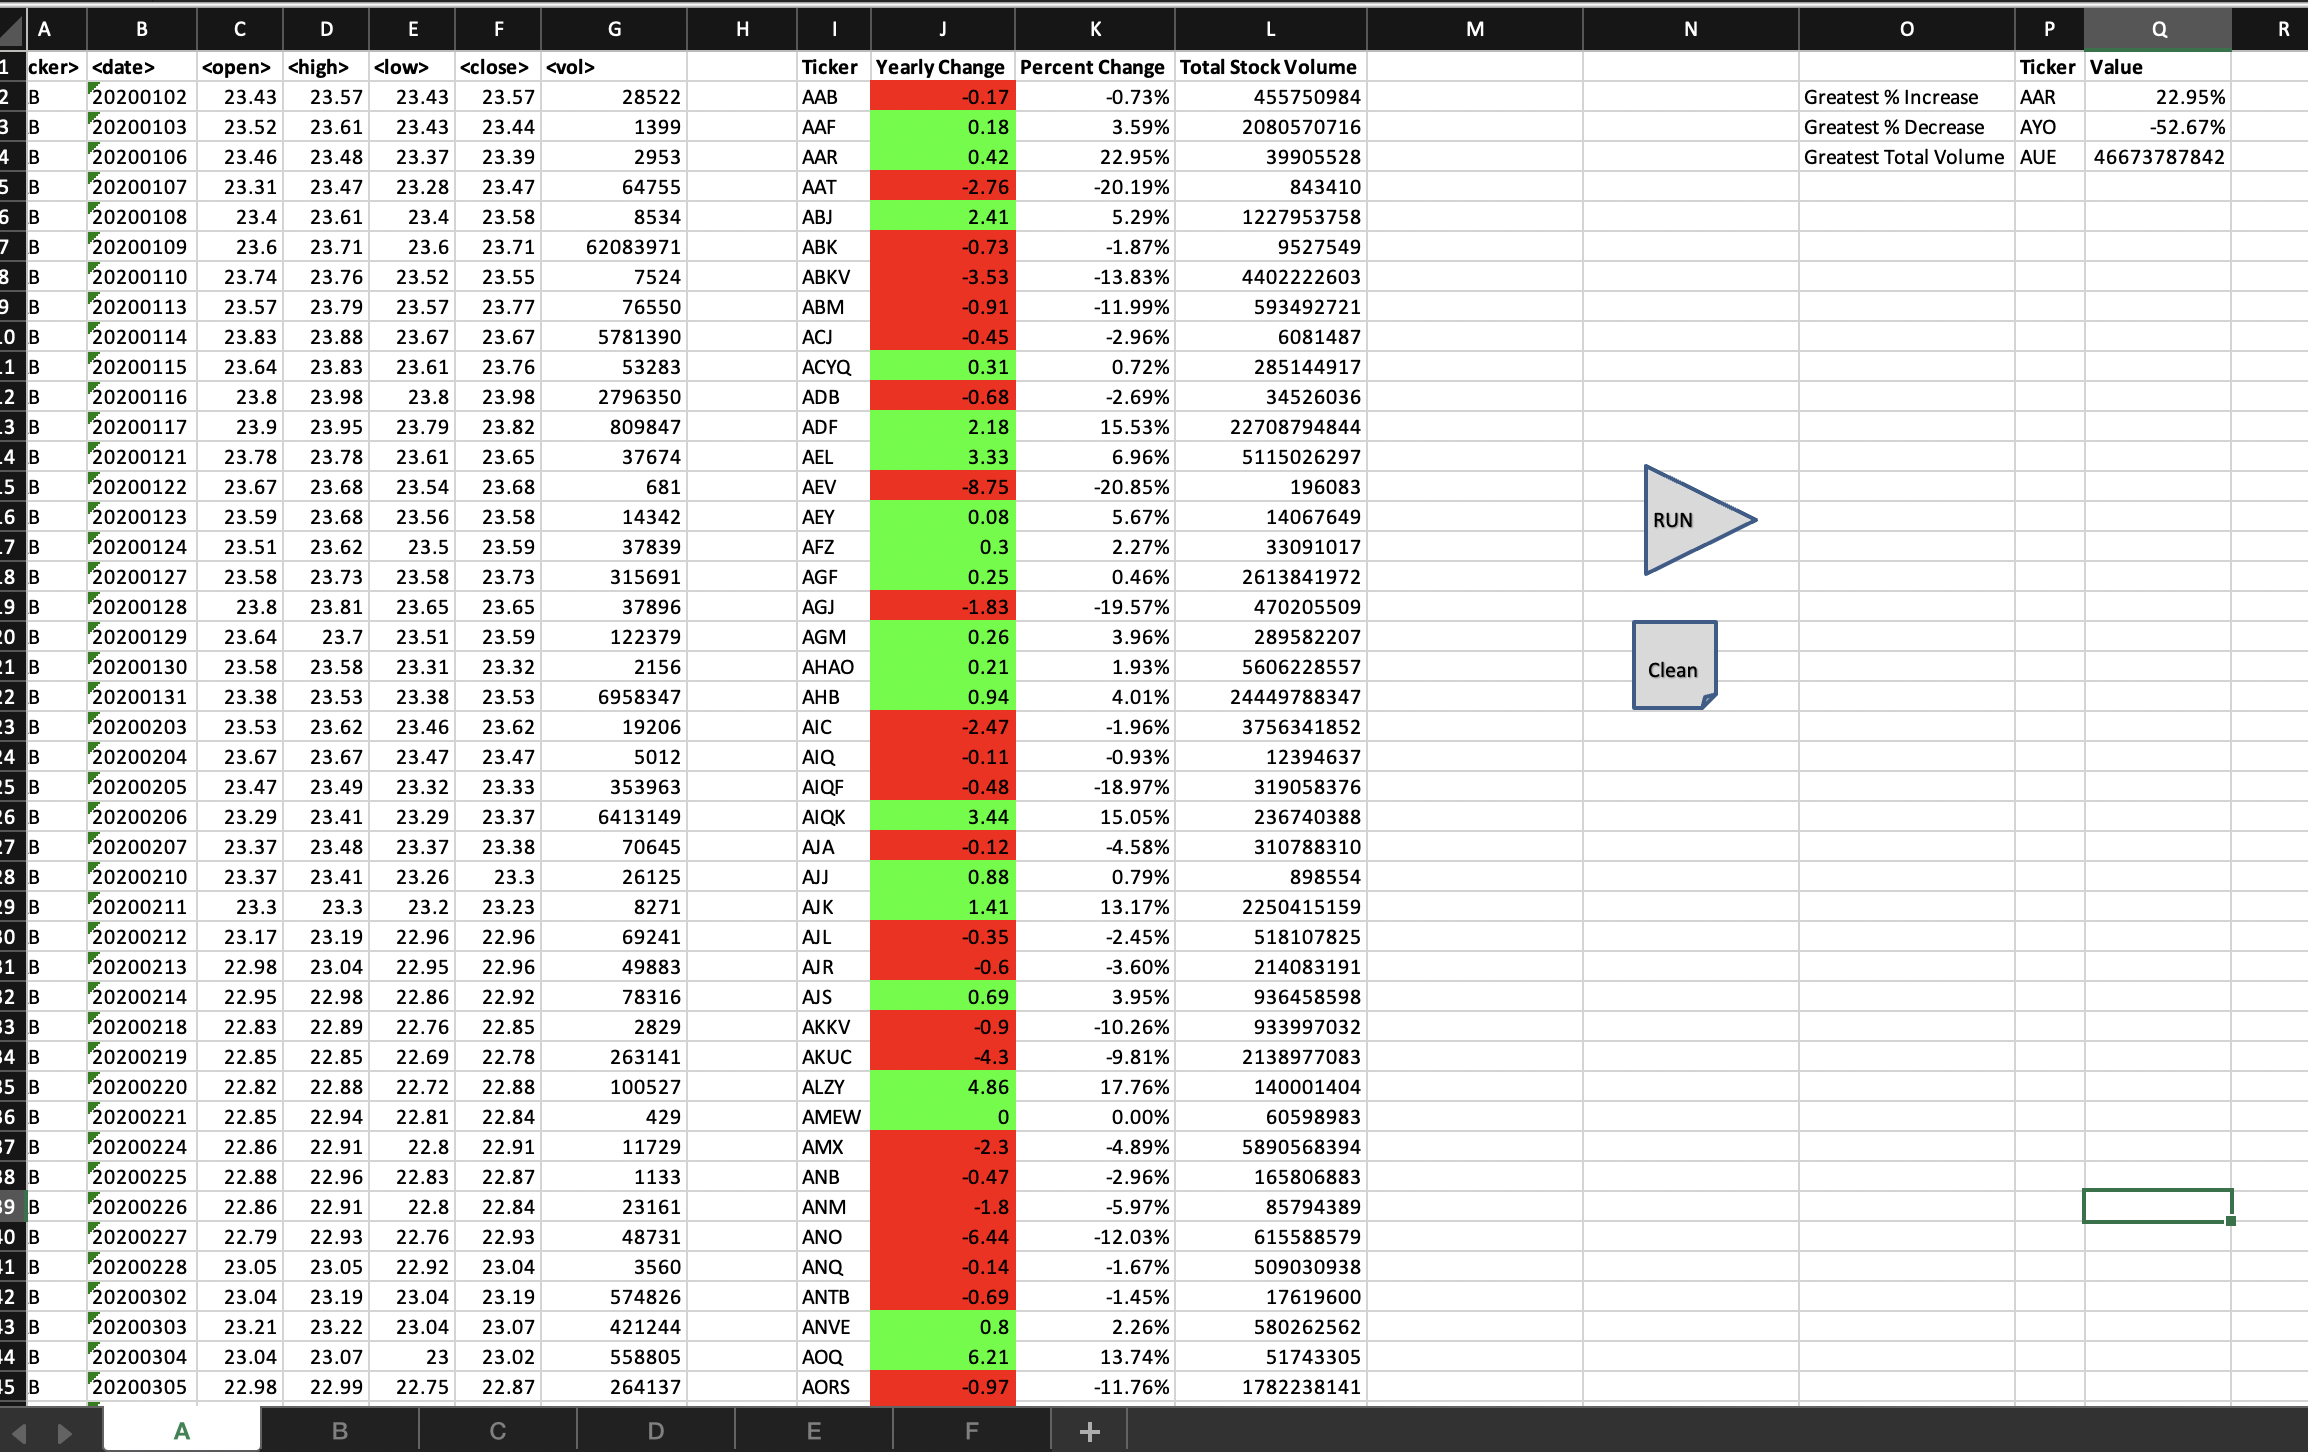 A B C D E F G H I J K L M N O P Q R
1 cker> <date> <open> <high> <low> <close> <vol> Ticker Yearly Change Percent Change Total Stock Volume Ticker Value
2 B 20200102 23.43 23.57 23.43 23.57 28522 AAB -0.17 -0.73% 455750984 Greatest % Increase AAR 22.95%
3 B 20200103 23.52 23.61 23.43 23.44 1399 AAF 0.18 3.59% 2080570716 Greatest % Decrease AYO -52.67%
4 B 20200106 23.46 23.48 23.37 23.39 2953 AAR 0.42 22.95% 39905528 Greatest Total Volume AUE 46673787842
5 B 20200107 23.31 23.47 23.28 23.47 64755 AAT -2.76 -20.19% 843410
6 B 20200108 23.4 23.61 23.4 23.58 8534 ABJ 2.41 5.29% 1227953758
7 B 20200109 23.6 23.71 23.6 23.71 62083971 ABK -0.73 -1.87% 9527549
8 B 20200110 23.74 23.76 23.52 23.55 7524 ABKV -3.53 -13.83% 4402222603
9 B 20200113 23.57 23.79 23.57 23.77 76550 ABM -0.91 -11.99% 593492721
0 B 20200114 23.83 23.88 23.67 23.67 5781390 ACJ -0.45 -2.96% 6081487
1 B 20200115 23.64 23.83 23.61 23.76 53283 ACYQ 0.31 0.72% 285144917
2 B 20200116 23.8 23.98 23.8 23.98 2796350 ADB -0.68 -2.69% 34526036
3 B 20200117 23.9 23.95 23.79 23.82 809847 ADF 2.18 15.53% 22708794844
4 B 20200121 23.78 23.78 23.61 23.65 37674 AEL 3.33 6.96% 5115026297
5 B 20200122 23.67 23.68 23.54 23.68 681 AEV -8.75 -20.85% 196083
6 B 20200123 23.59 23.68 23.56 23.58 14342 AEY 0.08 5.67% 14067649 RUN
7 B 20200124 23.51 23.62 23.5 23.59 37839 AFZ 0.3 2.27% 33091017
8 B 20200127 23.58 23.73 23.58 23.73 315691 AGF 0.25 0.46% 2613841972
9 B 20200128 23.8 23.81 23.65 23.65 37896 AGJ -1.83 -19.57% 470205509
20 B 20200129 23.64 23.7 23.51 23.59 122379 AGM 0.26 3.96% 289582207
21 B 20200130 23.58 23.58 23.31 23.32 2156 AHAO 0.21 1.93% 5606228557 Clean
22 B 20200131 23.38 23.53 23.38 23.53 6958347 AHB 0.94 4.01% 24449788347
23 B 20200203 23.53 23.62 23.46 23.62 19206 AIC -2.47 -1.96% 3756341852
24 B 20200204 23.67 23.67 23.47 23.47 5012 AIQ -0.11 -0.93% 12394637
25 B 20200205 23.47 23.49 23.32 23.33 353963 AIQF -0.48 -18.97% 319058376
26 B 20200206 23.29 23.41 23.29 23.37 6413149 AIQK 3.44 15.05% 236740388
27 B 20200207 23.37 23.48 23.37 23.38 70645 AJA -0.12 -4.58% 310788310
28 B 20200210 23.37 23.41 23.26 23.3 26125 AJJ 0.88 0.79% 898554
29 B 20200211 23.3 23.3 23.2 23.23 8271 AJK 1.41 13.17% 2250415159
30 B 20200212 23.17 23.19 22.96 22.96 69241 AJL -0.35 -2.45% 518107825
31 B 20200213 22.98 23.04 22.95 22.96 49883 AJR -0.6 -3.60% 214083191
32 B 20200214 22.95 22.98 22.86 22.92 78316 AJS 0.69 3.95% 936458598
33 B 20200218 22.83 22.89 22.76 22.85 2829 AKKV -0.9 -10.26% 933997032
34 B 20200219 22.85 22.85 22.69 22.78 263141 AKUC -4.3 -9.81% 2138977083
35 B 20200220 22.82 22.88 22.72 22.88 100527 ALZY 4.86 17.76% 140001404
36 B 20200221 22.85 22.94 22.81 22.84 429 AMEW 0 0.00% 60598983
37 B 20200224 22.86 22.91 22.8 22.91 11729 AMX -2.3 -4.89% 5890568394
38 B 20200225 22.88 22.96 22.83 22.87 1133 ANB -0.47 -2.96% 165806883
39 B 20200226 22.86 22.91 22.8 22.84 23161 ANM -1.8 -5.97% 85794389
40 B 20200227 22.79 22.93 22.76 22.93 48731 ANO -6.44 -12.03% 615588579
41 B 20200228 23.05 23.05 22.92 23.04 3560 ANQ -0.14 -1.67% 509030938
42 B 20200302 23.04 23.19 23.04 23.19 574826 ANTB -0.69 -1.45% 17619600
43 B 20200303 23.21 23.22 23.04 23.07 421244 ANVE 0.8 2.26% 580262562
44 B 20200304 23.04 23.07 23 23.02 558805 AOQ 6.21 13.74% 51743305
45 B 20200305 22.98 22.99 22.75 22.87 264137 AORS -0.97 -11.76% 1782238141
A B C D E F +